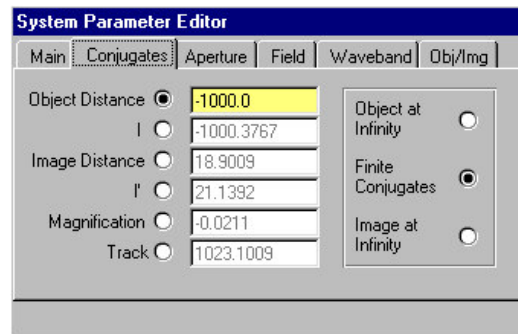 System Parameter Editor
Main Conjugates Aperture Field Waveband Obj/Img
Object Distance -1000.0
l -1000.3767
Image Distance 18.9009
l' 21.1392
Magnification -0.0211
Track 1023.1009
Object at
Infinity
Finite
Conjugates
Image at
Infinity